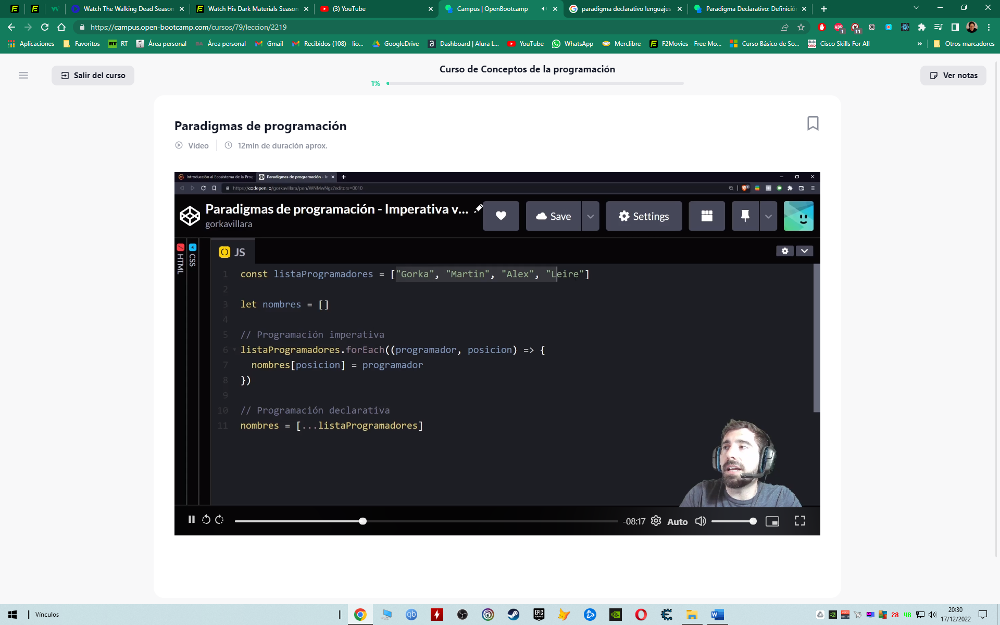 Watch The Walking Dead Season
Watch His Dark Materials Season
(3) YouTube
Campus | OpenBootcamp
paradigma declarativo lenguajes
Paradigma Declarativo: Definición
https://campus.open-bootcamp.com/cursos/79/leccion/2219
Aplicaciones
Favoritos
RT
Área personal
Área personal
Gmail
Recibidos (108) - lio...
GoogleDrive
Dashboard | Alura L...
YouTube
WhatsApp
Merclibre
F2Movies - Free Mo...
Curso Básico de So...
Cisco Skills For All
»
Otros marcadores
Salir del curso
Curso de Conceptos de la programación
1%
Ver notas
Paradigmas de programación
Vídeo
12min de duración aprox.
Introducción al Ecosistema de la Prog
Paradigmas de programación - In
https://codepen.io/gorkavillara/pen/WNMwNgz?editors=0010
Paradigmas de programación - Imperativa v...
gorkavillara
Save
Settings
HTML
CSS
JS
1 const listaProgramadores = ["Gorka", "Martin", "Alex", "Leire"]
2
3 let nombres = []
4
5 // Programación imperativa
6 listaProgramadores.forEach((programador, posicion) => {
7 nombres[posicion] = programador
8 })
9
10 // Programación declarativa
11 nombres = [...listaProgramadores]
-08:17
Auto
Vínculos
28
48
20:30
17/12/2022